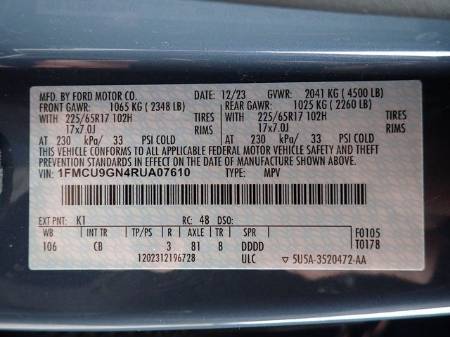 MFD. BY FORD MOTOR CO. 12/23 GVWR: 2041 KG ( 4500 LB)
FRONT GAWR: 1065 KG ( 2348 LB) REAR GAWR: 1025 KG ( 2260 LB)
WITH 225/65R17 102H TIRES WITH 225/65R17 102H TIRES
17x7.0J RIMS 17x7.0J RIMS
AT 230 kPa/ 33 PSI COLD AT 230 kPa/ 33 PSI COLD
THIS VEHICLE CONFORMS TO ALL APPLICABLE FEDERAL MOTOR VEHICLE SAFETY AND THEFT PREVENTION STANDARDS IN EFFECT ON THE DATE OF MANUFACTURE SHOWN ABOVE.
VIN: 1FMCU9GN4RUA07610 TYPE: MPV
EXT PNT: K1 RC: 48 DSO: F0105
WB INT TR TP/PS R AXLE TR SPR T0178
106 CB 3 81 B DDDD
1202312196728 ULC 5U5A-3520472-AA